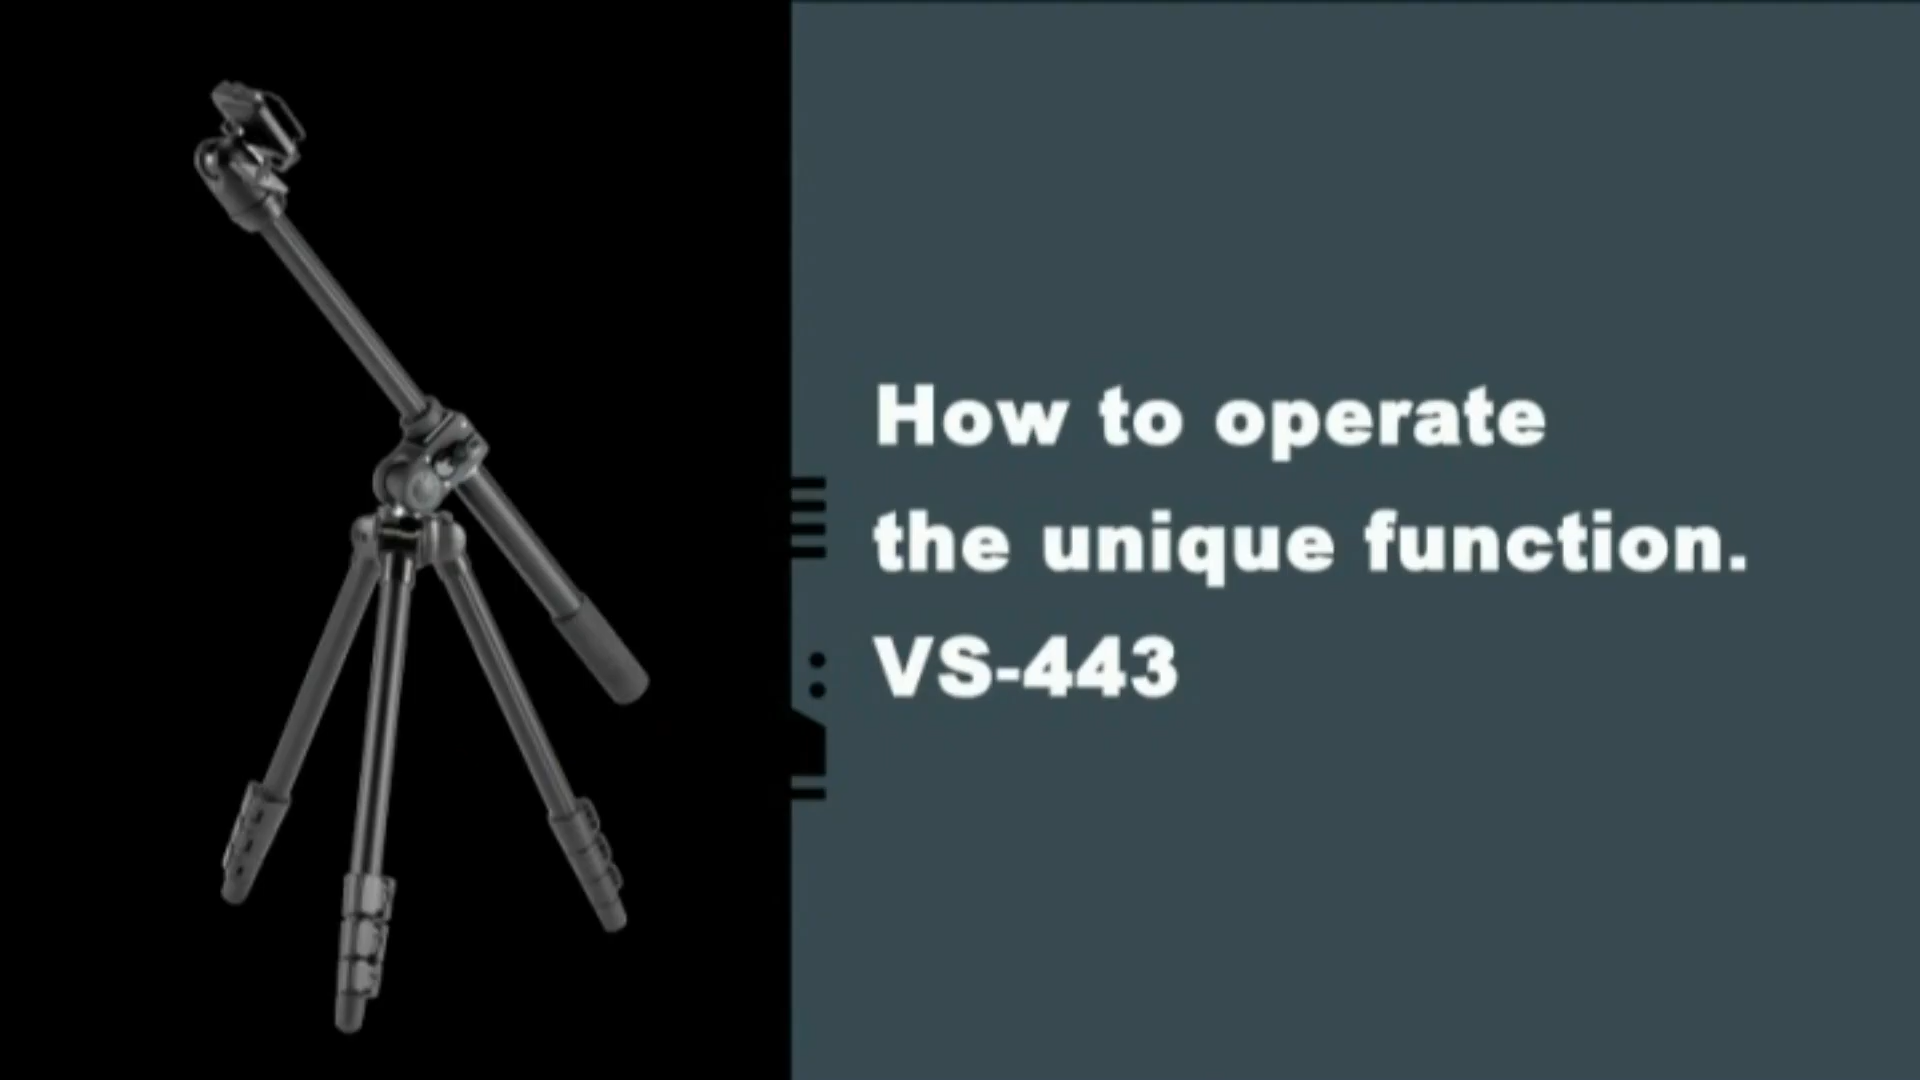 How to operate
the unique function.
VS-443